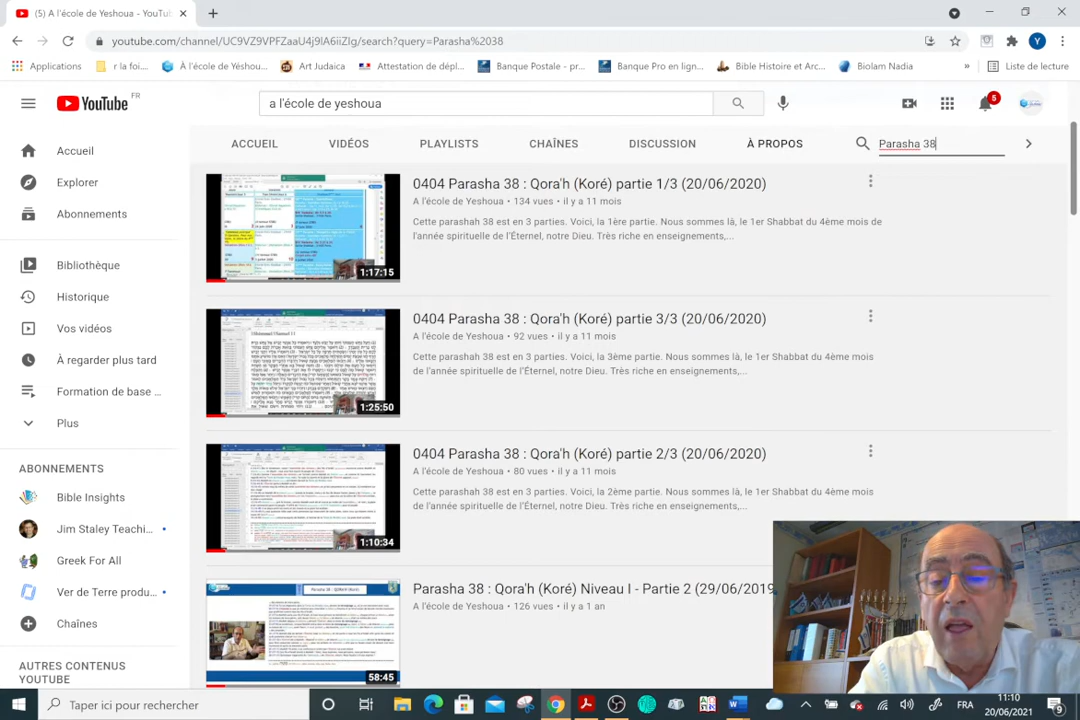 (5) A l'école de yeshoua - YouTub
youtube.com/channel/UC9VZ9VPFZaaU4j9lA6iiZIg/search?query=Parasha%2038
Applications
r la foi...
À l'école de Yéshou...
Art Judaica
Attestation de dépl...
Banque Postale - pr...
Banque Pro en lign...
Bible Histoire et Arc...
Biolam Nadia
»
Liste de lecture
YouTube FR
a l'école de yeshoua
5
Accueil
Explorer
Abonnements
Bibliothèque
Historique
Vos vidéos
À regarder plus tard
Formation de base ...
Plus
ABONNEMENTS
Bible Insights
Jim Staley Teachi...
Greek For All
Ver de Terre produ...
Chaînes
AUTRES CONTENUS
YOUTUBE
ACCUEIL
VIDÉOS
PLAYLISTS
CHAÎNES
DISCUSSION
À PROPOS
Parasha 38
1:17:15
0404 Parasha 38 : Qora'h (Koré) partie 1/3 (20/06/2020)
A l'école de Yeshoua • 134 vues • il y a 11 mois
Cette parashah 38 est en 3 parties. Voici, la 1ère partie. Nous sommes là, le 1er Shabbat du 4ème mois de
l'année spirituelle de l'Éternel, notre Dieu. Très riche en enseignements,...
1:25:50
0404 Parasha 38 : Qora'h (Koré) partie 3/3 (20/06/2020)
A l'école de Yeshoua • 92 vues • il y a 11 mois
Cette parashah 38 est en 3 parties. Voici, la 3ème partie. Nous sommes là, le 1er Shabbat du 4ème mois
de l'année spirituelle de l'Éternel, notre Dieu. Très riche en enseignements,...
1:10:34
0404 Parasha 38 : Qora'h (Koré) partie 2/3 (20/06/2020)
A l'école de Yeshoua • 80 vues • il y a 11 mois
Cette parashah 38 est en 3 parties. Voici, la 2ème partie. Nous sommes là, le 1er Shabbat du 4ème mois
de l'année spirituelle de l'Éternel, notre Dieu. Très riche en enseignements,...
58:45
Parasha 38 : Qora'h (Koré) Niveau I - Partie 2 (29/06/2019
A l'école de Yeshoua • 126 vues • il y a 1 an
Taper ici pour rechercher
FRA
11:10
20/06/2021